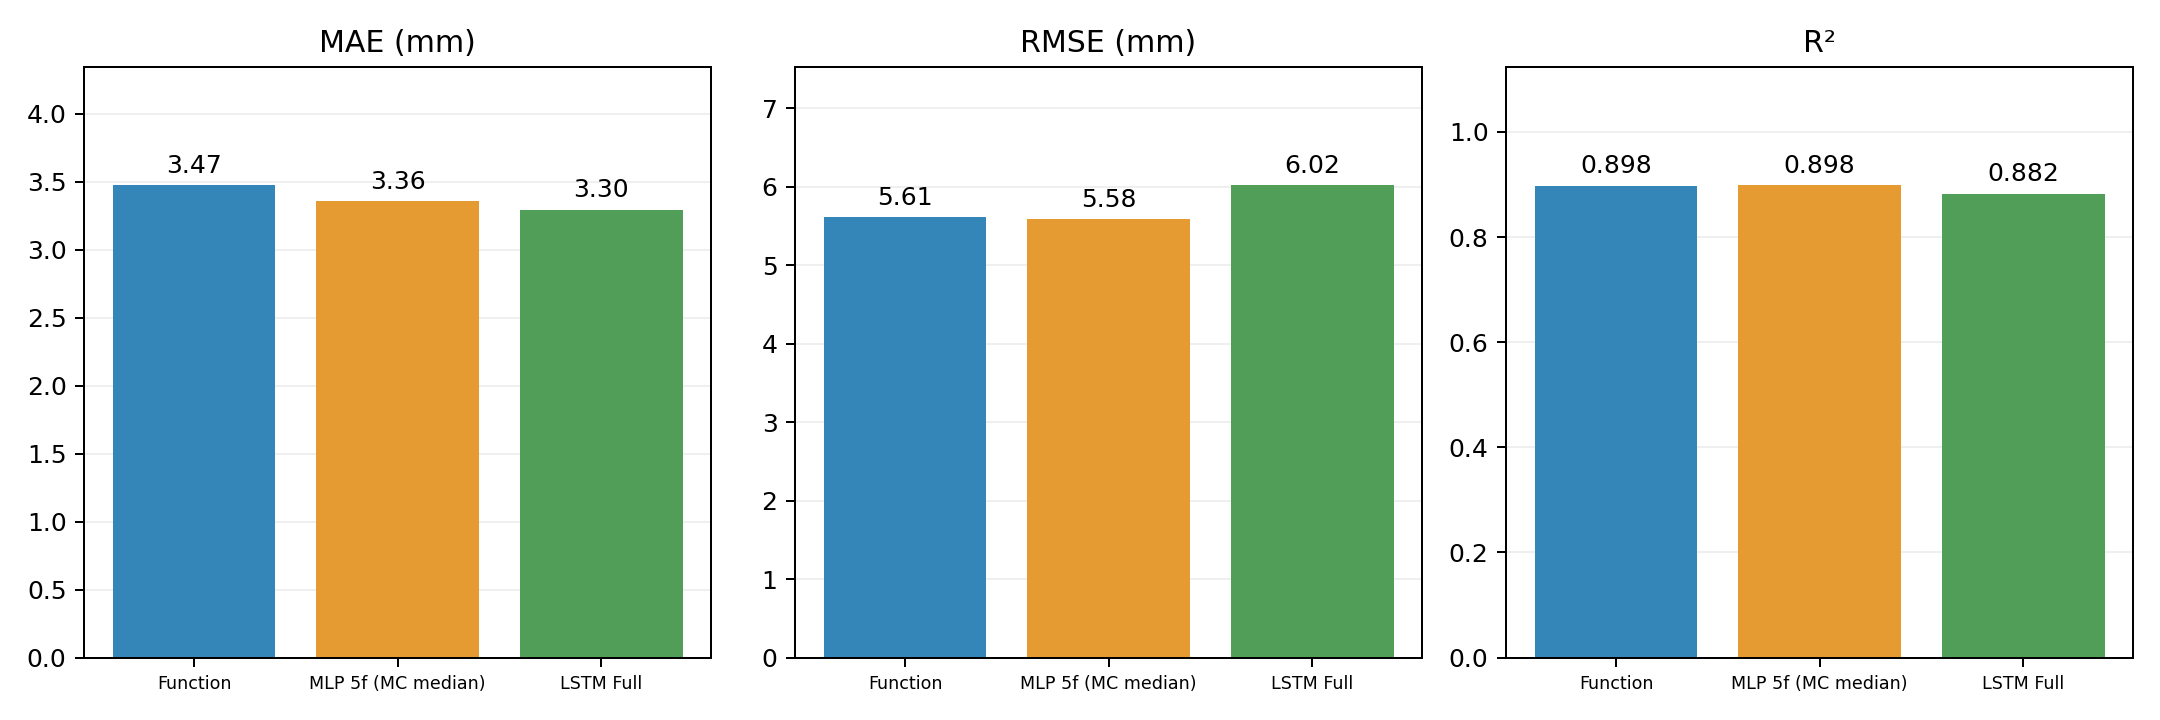 MAE (mm)
4.0
3.5
3.0
2.5
2.0
1.5
1.0
0.5
0.0
3.47
3.36
3.30
Function
MLP 5f (MC median)
LSTM Full
RMSE (mm)
7
6
5
4
3
2
1
0
5.61
5.58
6.02
Function
MLP 5f (MC median)
LSTM Full
R²
1.0
0.8
0.6
0.4
0.2
0.0
0.898
0.898
0.882
Function
MLP 5f (MC median)
LSTM Full